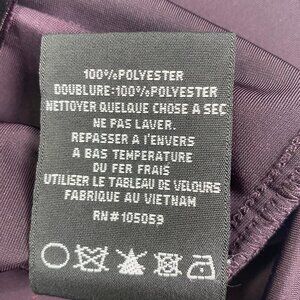 100% POLYESTER
DOUBLURE:100%POLYESTER
NETTOYER QUELQUE CHOSE A SEC
NE PAS LAVER.
REPASSER A l'ENVERS
A BAS TEMPERATURE
DU FER FRAIS
UTILISER LE TABLEAU DE VELOURS
FABRIQUE AU VIETNAM
RN#105059